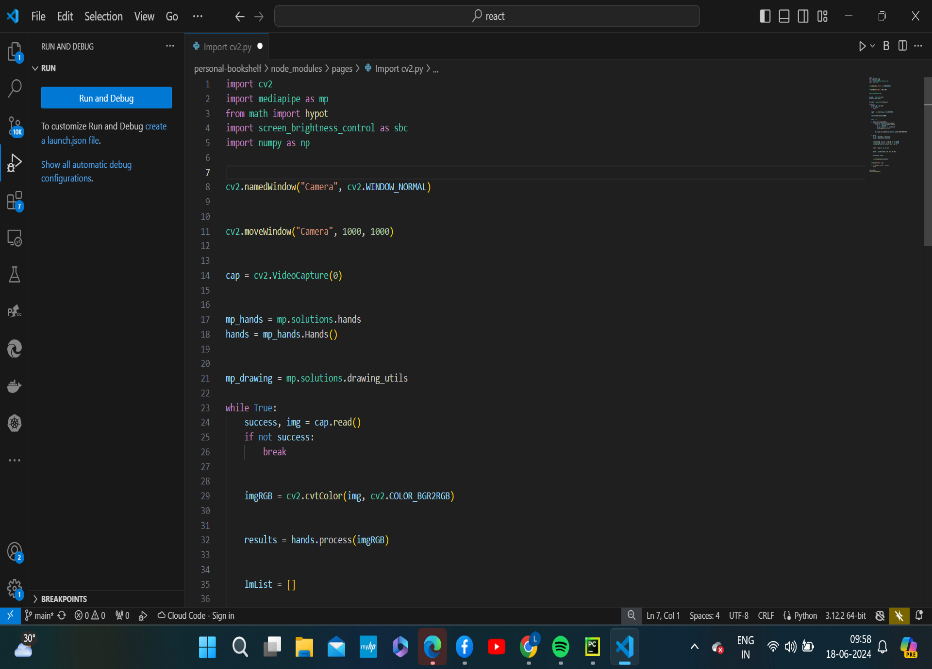 File Edit Selection View Go ···
react
RUN AND DEBUG ···
RUN
Run and Debug
To customize Run and Debug create
a launch.json file.
Show all automatic debug
configurations.
BREAKPOINTS
1
10K
7
2
1
Import cv2.py
B
personal-bookshelf > node_modules > pages > Import cv2.py > ...
1 import cv2
2 import mediapipe as mp
3 from math import hypot
4 import screen_brightness_control as sbc
5 import numpy as np
6
7
8 cv2.namedWindow("Camera", cv2.WINDOW_NORMAL)
9
10
11 cv2.moveWindow("Camera", 1000, 1000)
12
13
14 cap = cv2.VideoCapture(0)
15
16
17 mp_hands = mp.solutions.hands
18 hands = mp_hands.Hands()
19
20
21 mp_drawing = mp.solutions.drawing_utils
22
23 while True:
24 success, img = cap.read()
25 if not success:
26 break
27
28
29 imgRGB = cv2.cvtColor(img, cv2.COLOR_BGR2RGB)
30
31
32 results = hands.process(imgRGB)
33
34
35 lmList = []
36
main* 0 0 0 Cloud Code - Sign in
Ln 7, Col 1 Spaces: 4 UTF-8 CRLF Python 3.12.2 64-bit
30°
myhp
L
PC
ENG
IN
09:58
18-06-2024
PRE